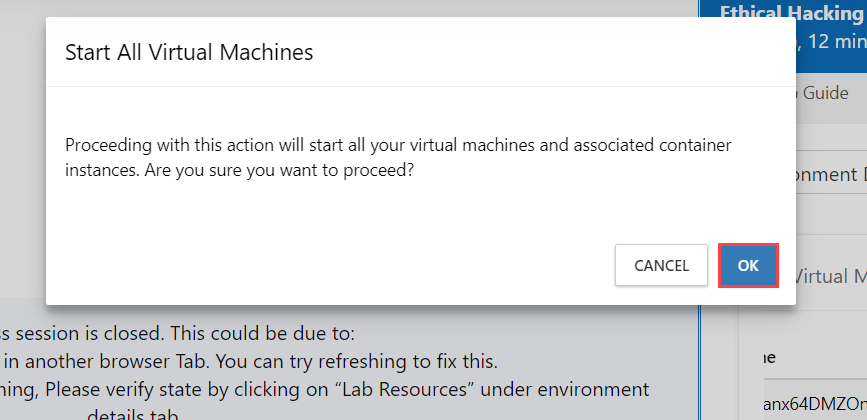 Ethical Hacking
, 12 min
Start All Virtual Machines
Guide
Proceeding with this action will start all your virtual machines and associated container
instances. Are you sure you want to proceed?
onment D
CANCEL
OK
Virtual M
s session is closed. This could be due to:
in another browser Tab. You can try refreshing to fix this.
ne
ning, Please verify state by clicking on “Lab Resources” under environment
anx64DMZOn
details tab.